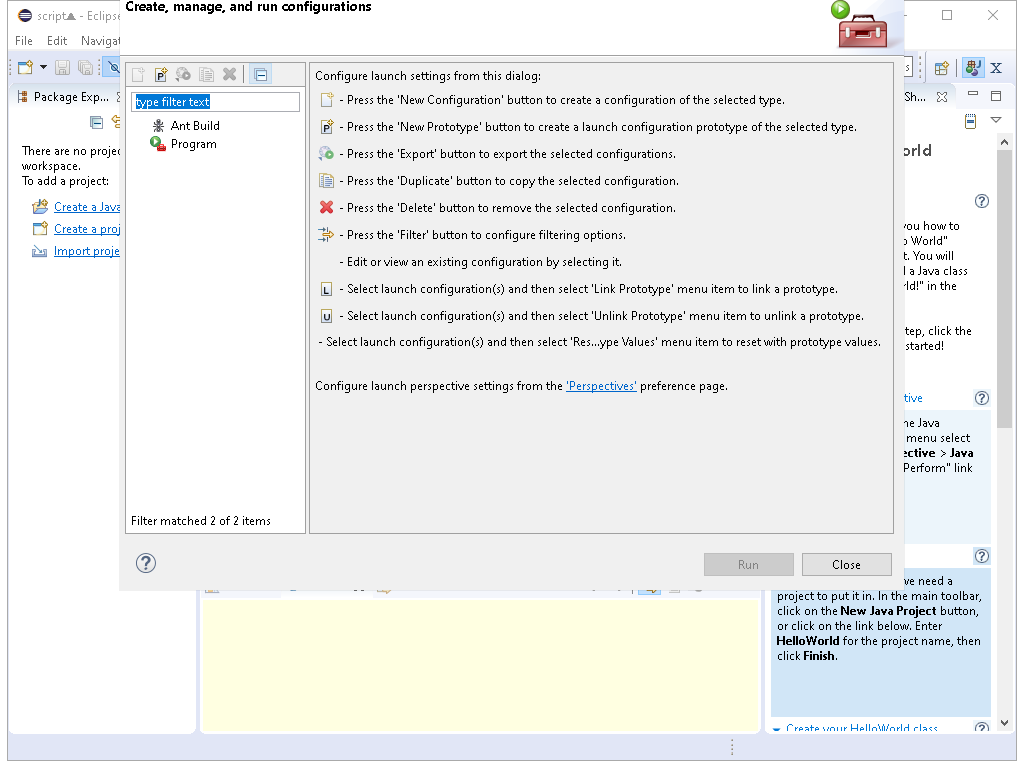 Create, manage, and run configurations
script
- Eclipse
File Edit Navigat
Package Exp...
There are no projec
workspace.
To add a project:
Create a Java
Create a proj
Import proje
type filter text
Ant Build
Program
Filter matched 2 of 2 items
Configure launch settings from this dialog:
- Press the 'New Configuration' button to create a configuration of the selected type.
P - Press the 'New Prototype' button to create a launch configuration prototype of the selected type.
- Press the 'Export' button to export the selected configurations.
- Press the 'Duplicate' button to copy the selected configuration.
- Press the 'Delete' button to remove the selected configuration.
- Press the 'Filter' button to configure filtering options.
- Edit or view an existing configuration by selecting it.
L - Select launch configuration(s) and then select 'Link Prototype' menu item to link a prototype.
U - Select launch configuration(s) and then select 'Unlink Prototype' menu item to unlink a prototype.
- Select launch configuration(s) and then select 'Res...ype Values' menu item to reset with prototype values.
Configure launch perspective settings from the 'Perspectives' preference page.
Run Close
s
X
Sh...
orld
you how to
o World"
t. You will
l a Java class
rld!" in the
tep, click the
started!
tive
he Java
menu select
ective > Java
Perform" link
we need a
project to put it in. In the main toolbar,
click on the New Java Project button,
or click on the link below. Enter
HelloWorld for the project name, then
click Finish.
Create your HelloWorld class